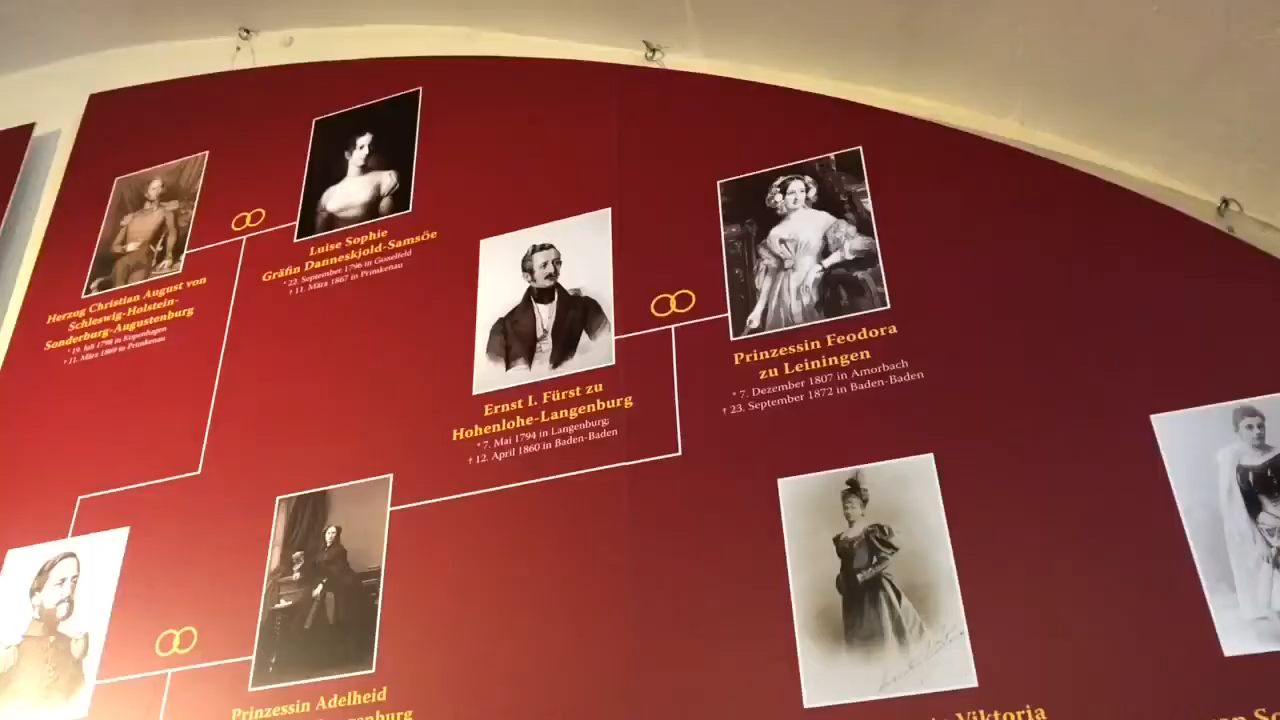 Luise Sophie
Gräfin Danneskjold-Samsöe
* 22. September 1796 in Gisselfeld
† 11. März 1867 in Primkenau
Herzog Christian August von
Schleswig-Holstein-
Sonderburg-Augustenburg
* 19. Juli 1798 in Kopenhagen
† 11. März 1869 in Primkenau
Ernst I. Fürst zu
Hohenlohe-Langenburg
* 7. Mai 1794 in Langenburg;
† 12. April 1860 in Baden-Baden
Prinzessin Feodora
zu Leiningen
* 7. Dezember 1807 in Amorbach
† 23. September 1872 in Baden-Baden
Prinzessin Adelheid
Viktoria